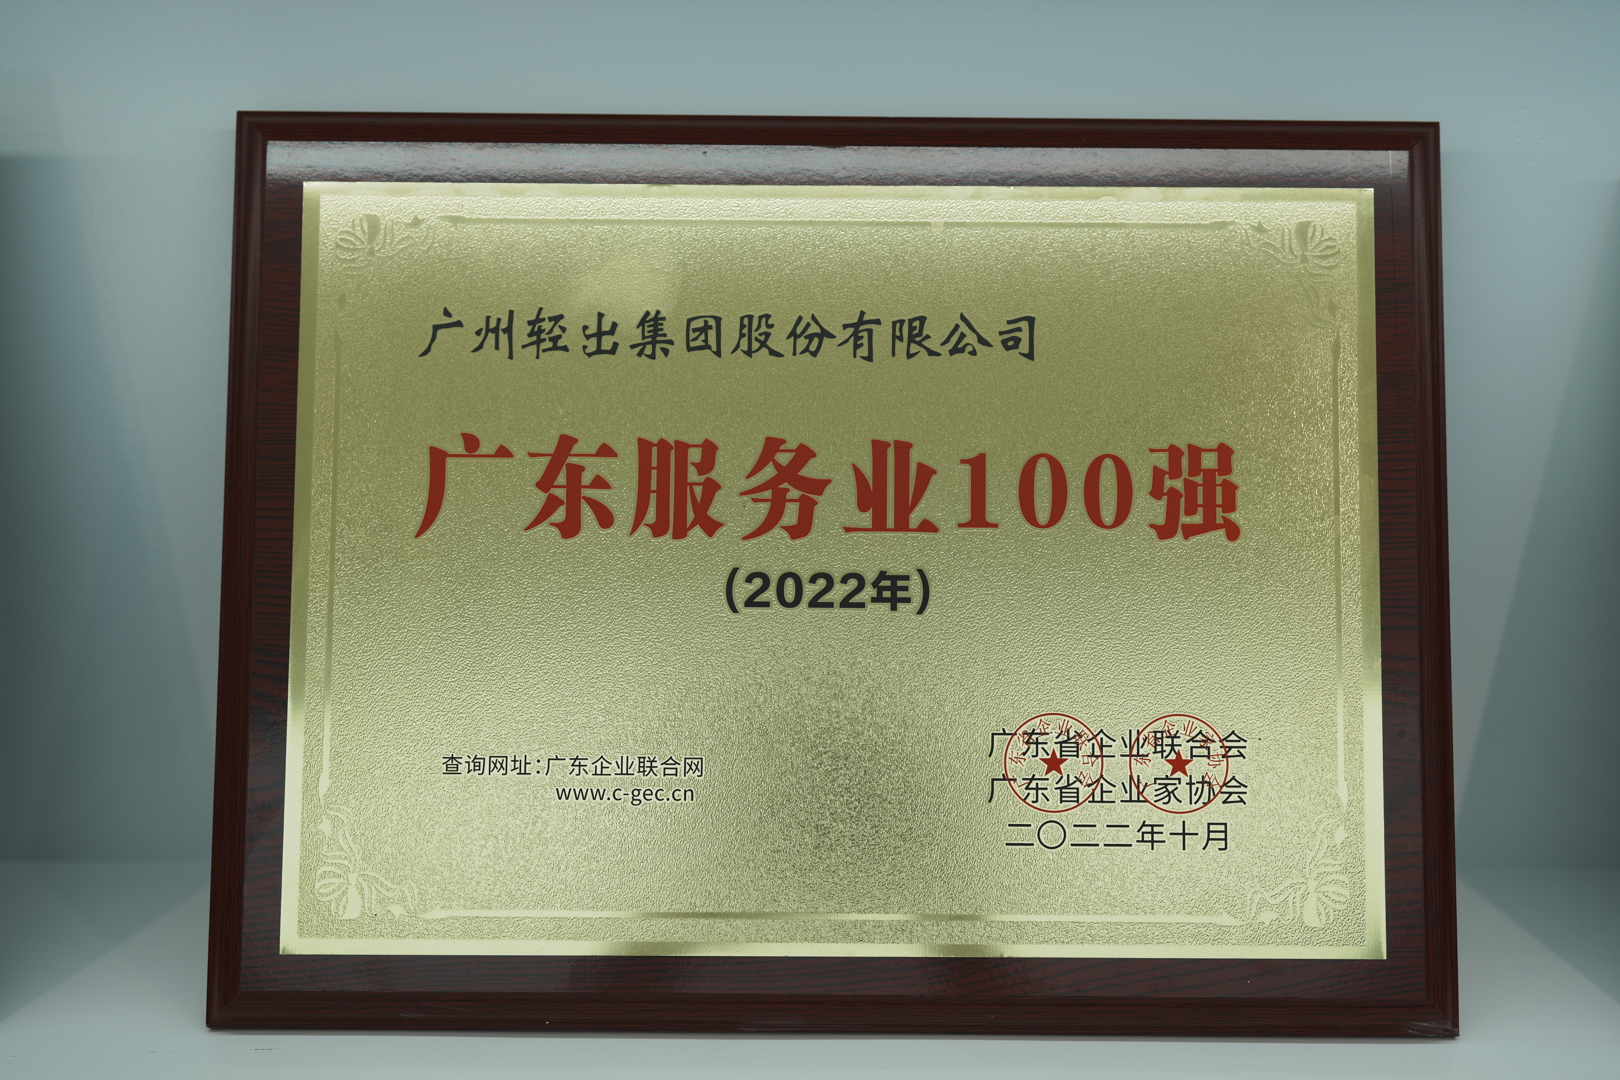 广州轻出集团股份有限公司
广东服务业100强
(2022年)
查询网址:广东企业联合网
www.c-gec.cn
广东省企业联合会
广东省企业家协会
二〇二二年十月